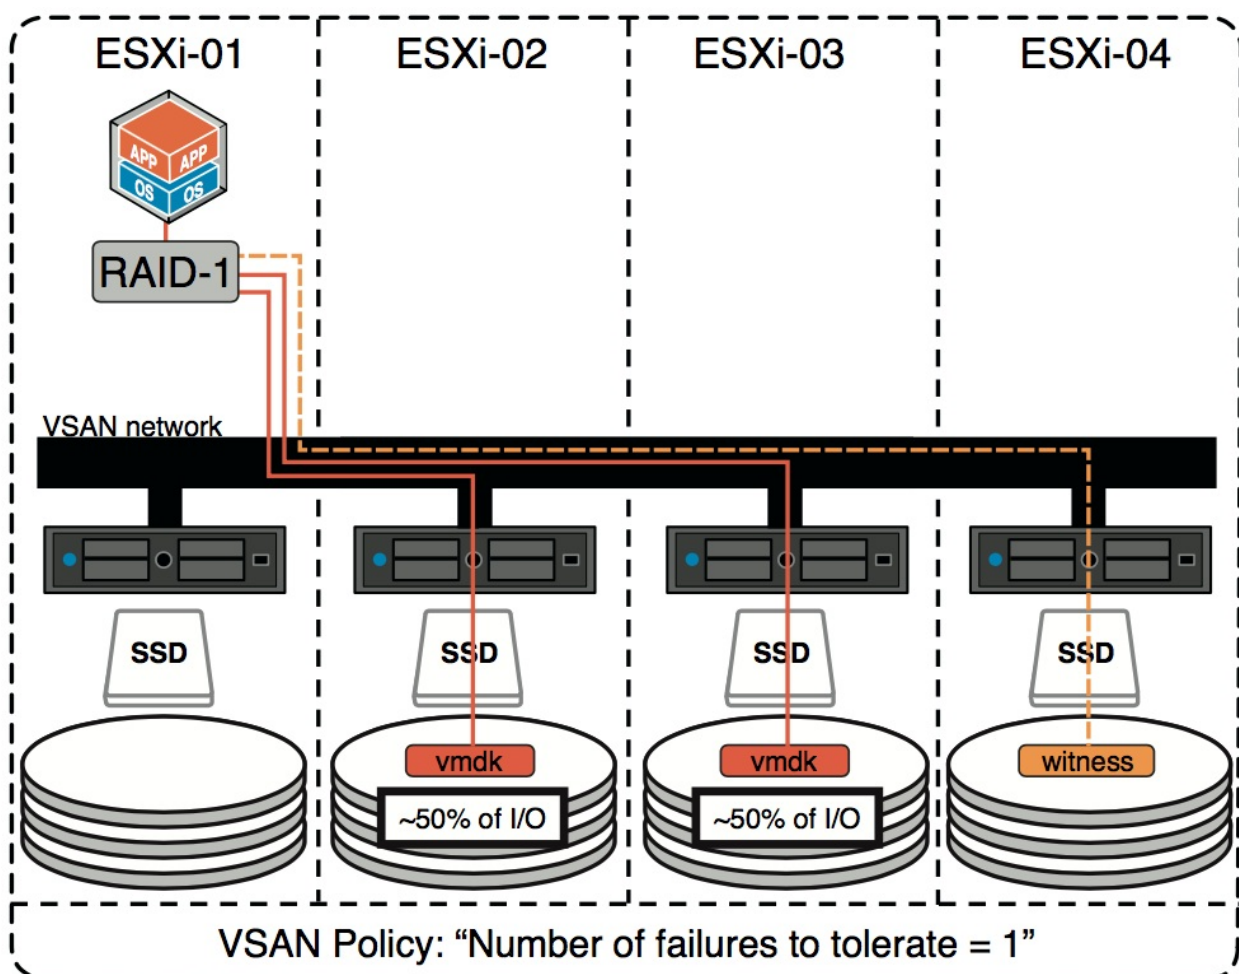 ESXi-01
ESXi-02
ESXi-03
ESXi-04
APP APP
OS OS
RAID-1
VSAN network
SSD
SSD
SSD
SSD
vmdk
vmdk
witness
~50% of I/O
~50% of I/O
VSAN Policy: “Number of failures to tolerate = 1”